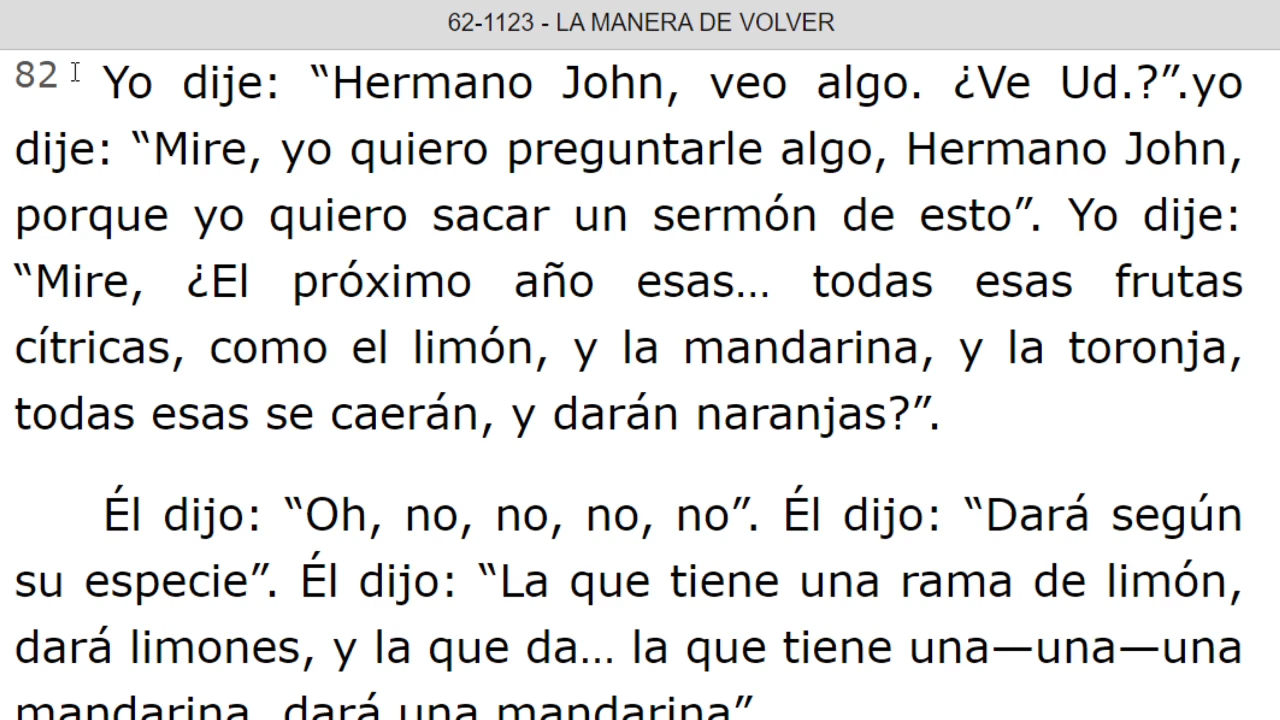 62-1123 - LA MANERA DE VOLVER
82 Yo dije: “Hermano John, veo algo. ¿Ve Ud.?”.yo
dije: “Mire, yo quiero preguntarle algo, Hermano John,
porque yo quiero sacar un sermón de esto”. Yo dije:
“Mire, ¿El próximo año esas… todas esas frutas
cítricas, como el limón, y la mandarina, y la toronja,
todas esas se caerán, y darán naranjas?”.
Él dijo: “Oh, no, no, no, no”. Él dijo: “Dará según
su especie”. Él dijo: “La que tiene una rama de limón,
dará limones, y la que da… la que tiene una—una—una
mandarina, dará una mandarina”